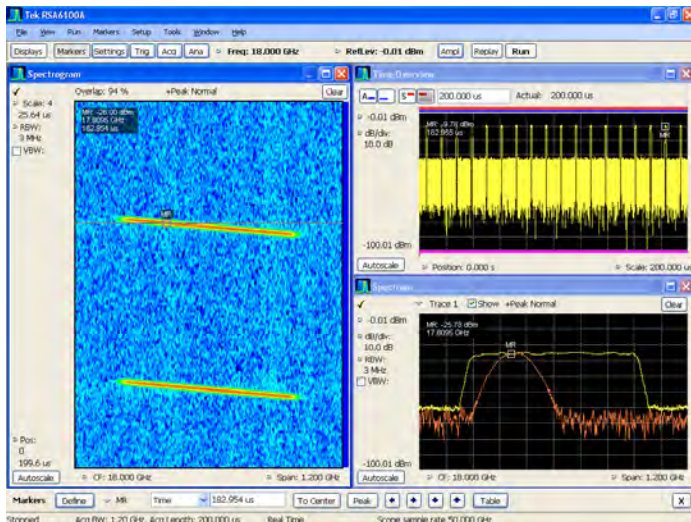 Tek RSA6100A
File View Run Markers Setup Tools Window Help
Displays Markers Settings Trig Acq Ana Freq: 18.000 GHz RefLev: -0.01 dBm Ampl Replay Run
Spectrogram
Overlap: 94 % +Peak Normal Clear
Scale: 4
25.64 us
RBW:
3 MHz
VBW:
MR: -26.00 dBm
17.8095 GHz
182.954 us
MR
Pos:
0
199.6 us
Autoscale CF: 18.000 GHz Span: 1.200 GHz
Time Overview
200.000 us Actual: 200.000 us
-0.01 dBm
dB/div:
10.0 dB
MR: -9.78 dBm
182.955 us
MR
-100.01 dBm
Autoscale Position: 0.000 s Scale: 200.000 us
Spectrum
Trace 1 Show +Peak Normal Clear
-0.01 dBm
dB/div:
10.0 dB
RBW:
3 MHz
VBW:
MR: -25.78 dBm
17.8095 GHz
MR
-100.01 dBm
Autoscale CF: 18.000 GHz Span: 1.200 GHz
Markers Define MR Time 182.954 us To Center Peak Table X
Stopped Acq BW: 1.20 GHz, Acq Length: 200.000 us Real Time Scope sample rate 50.000 GHz